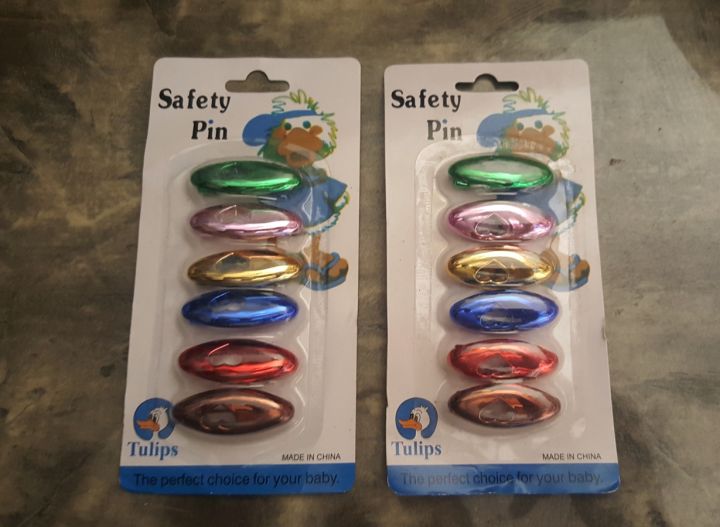 Safety
Pin
Tulips
MADE IN CHINA
The perfect choice for your baby.
Safety
Pin
Tulips
MADE IN CHINA
The perfect choice for your baby.